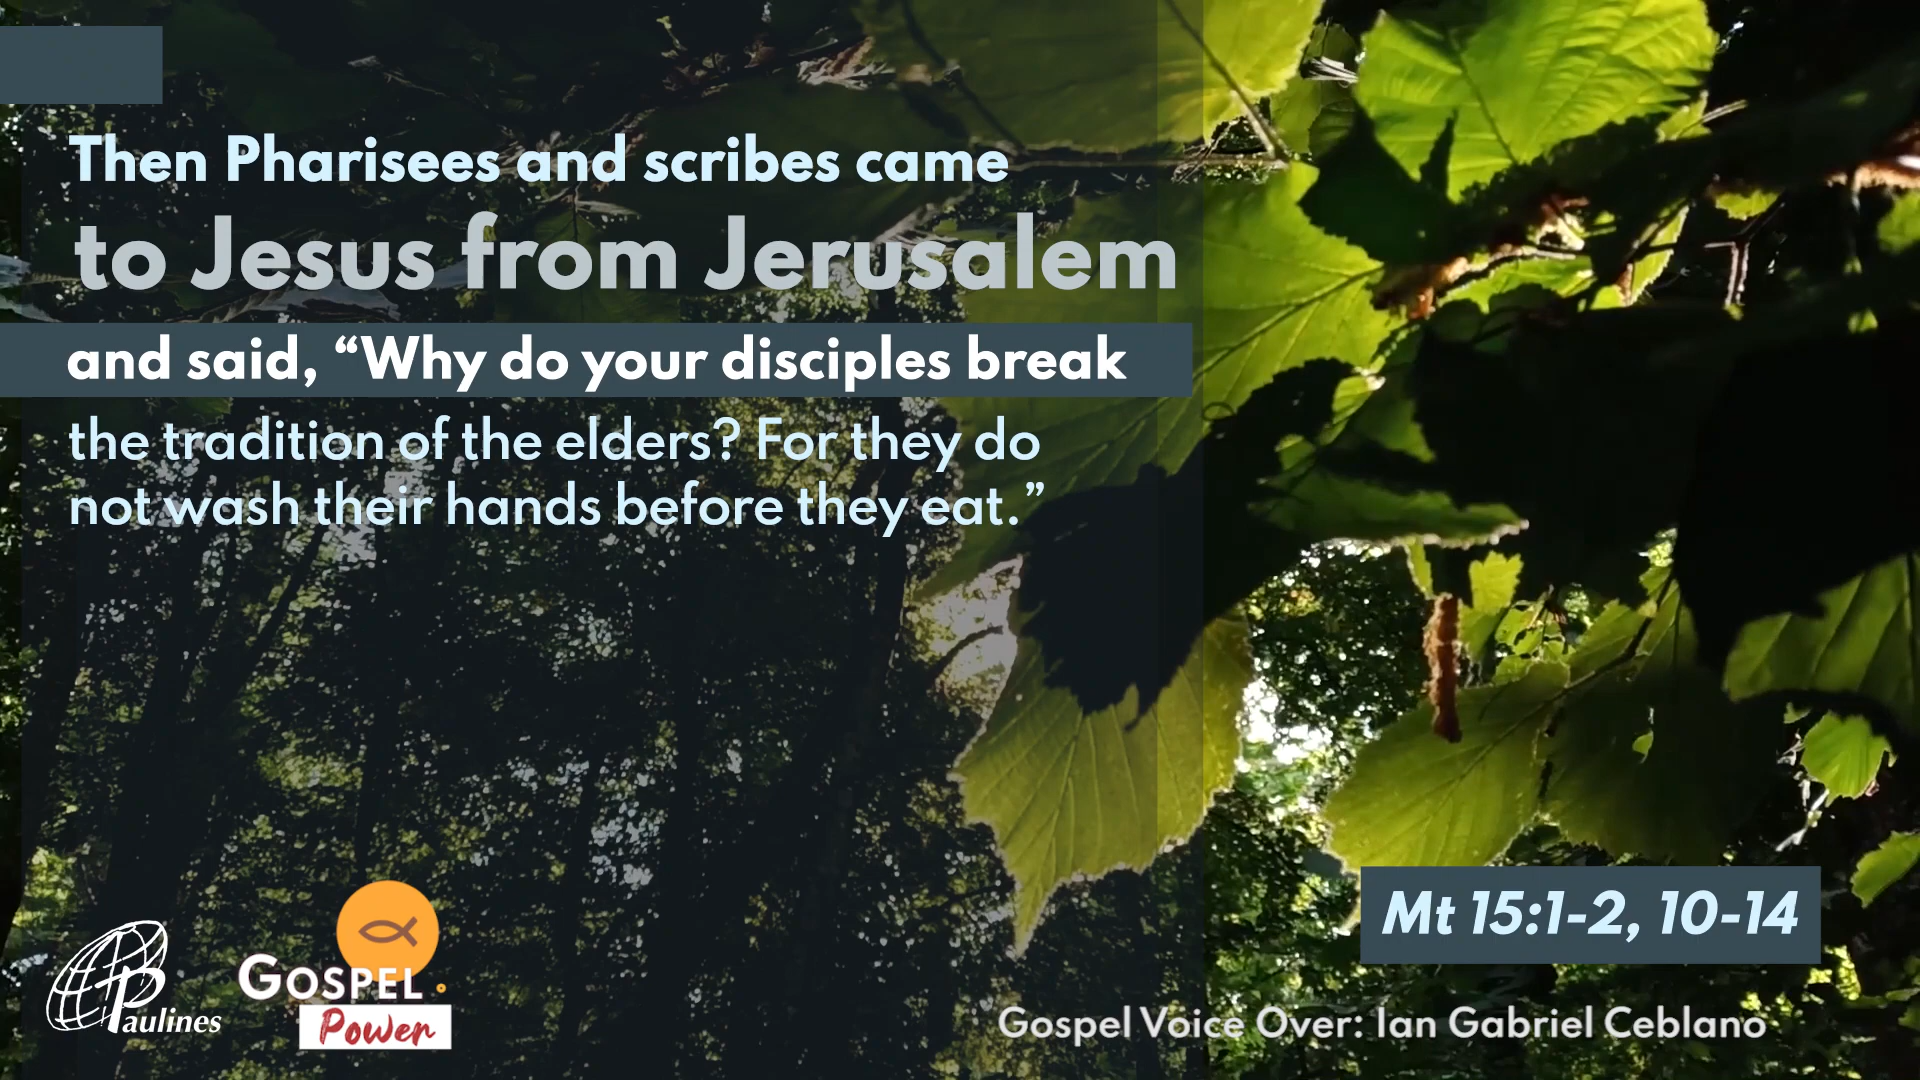 Then Pharisees and scribes came
to Jesus from Jerusalem
and said, “Why do your disciples break
the tradition of the elders? For they do
not wash their hands before they eat.”
Mt 15:1-2, 10-14
Paulines
GOSPEL
Power
Gospel Voice Over: Ian Gabriel Ceblano